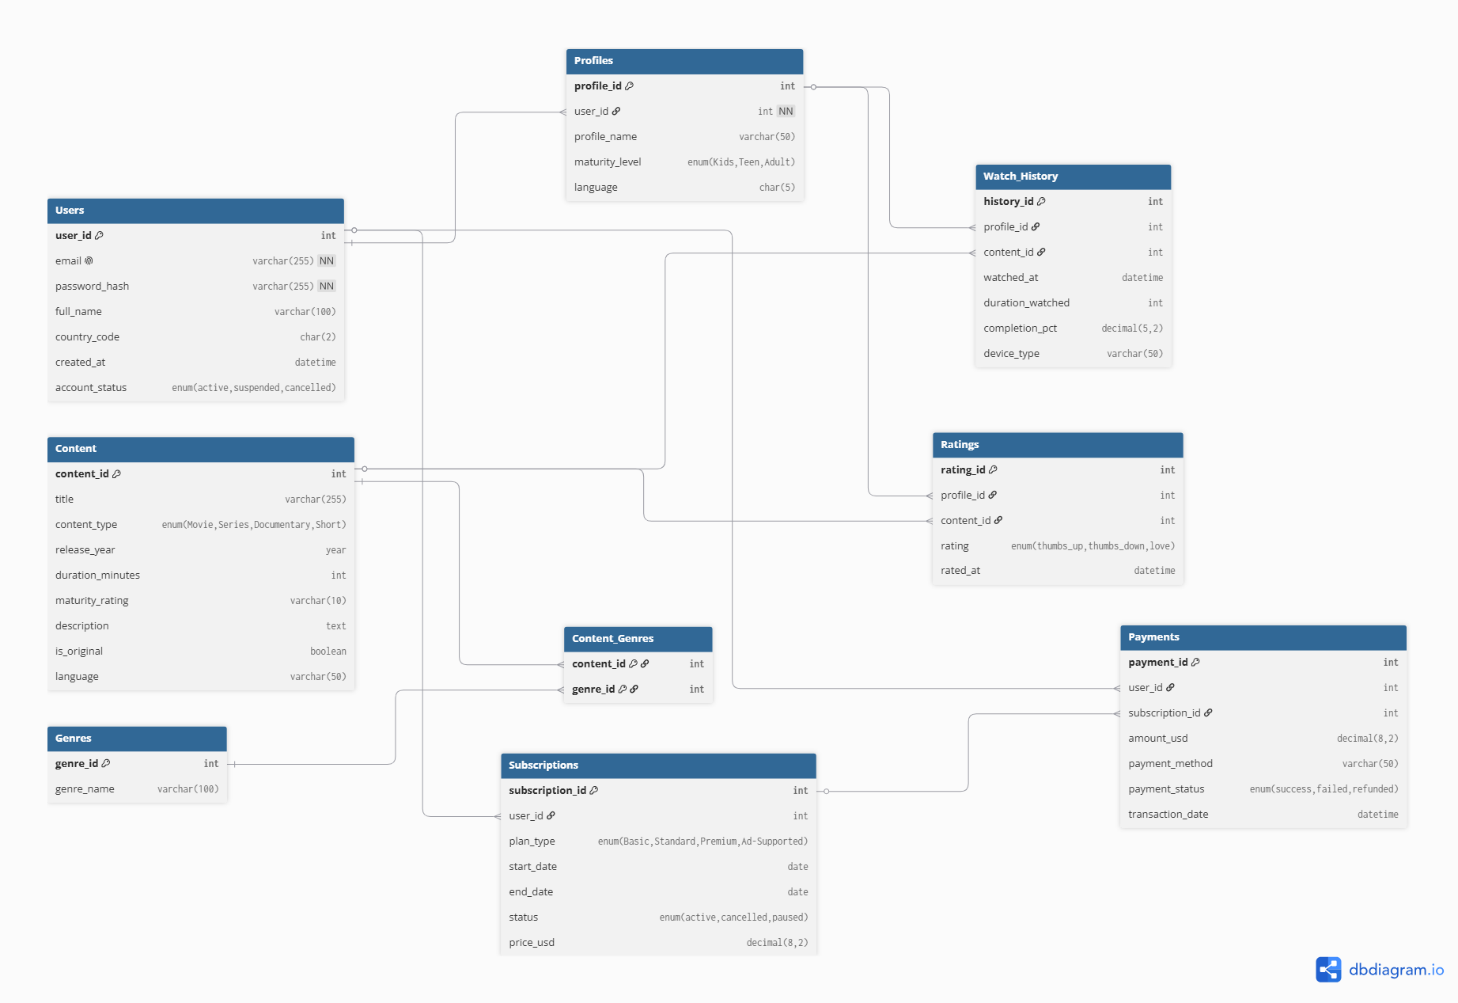 Profiles
profile_id int
user_id int NN
profile_name varchar(50)
maturity_level enum(Kids,Teen,Adult)
language char(5)
Watch_History
history_id int
profile_id int
content_id int
watched_at datetime
duration_watched int
completion_pct decimal(5,2)
device_type varchar(50)
Users
user_id int
email varchar(255) NN
password_hash varchar(255) NN
full_name varchar(100)
country_code char(2)
created_at datetime
account_status enum(active,suspended,cancelled)
Content
content_id int
title varchar(255)
content_type enum(Movie,Series,Documentary,Short)
release_year year
duration_minutes int
maturity_rating varchar(10)
description text
is_original boolean
language varchar(50)
Ratings
rating_id int
profile_id int
content_id int
rating enum(thumbs_up,thumbs_down,love)
rated_at datetime
Content_Genres
content_id int
genre_id int
Payments
payment_id int
user_id int
subscription_id int
amount_usd decimal(8,2)
payment_method varchar(50)
payment_status enum(success,failed,refunded)
transaction_date datetime
Genres
genre_id int
genre_name varchar(100)
Subscriptions
subscription_id int
user_id int
plan_type enum(Basic,Standard,Premium,Ad-Supported)
start_date date
end_date date
status enum(active,cancelled,paused)
price_usd decimal(8,2)
dbdiagram.io